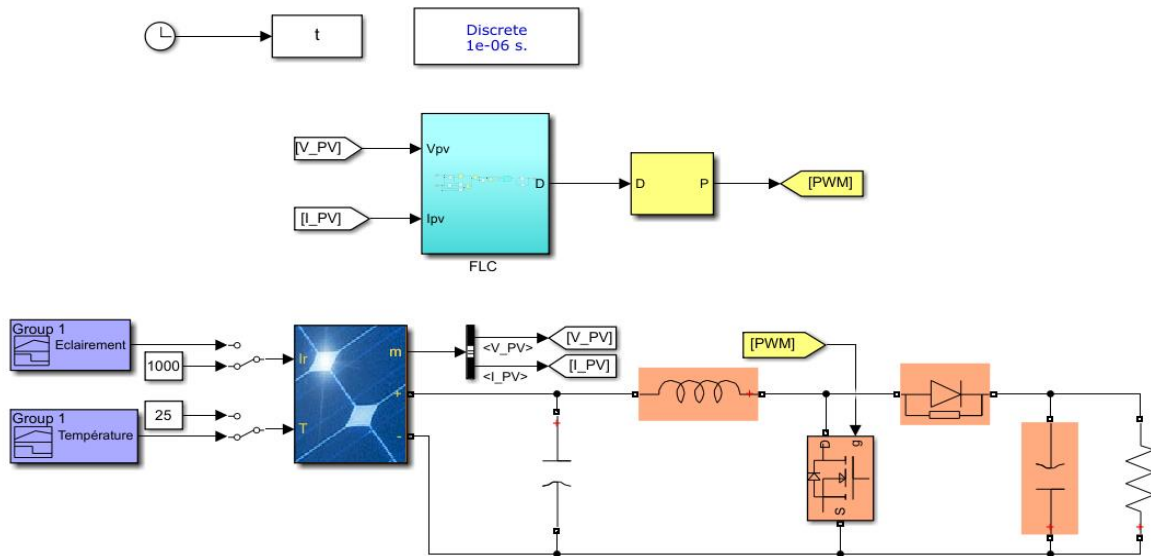 t
Discrete
1e-06 s.
[V_PV]
Vpv
D
D
P
[PWM]
[I_PV]
Ipv
FLC
Group 1
Eclairement
1000
Ir
m
<V_PV>
[V_PV]
<I_PV>
[I_PV]
[PWM]
+
25
Group 1
Température
T
-
D
g
S